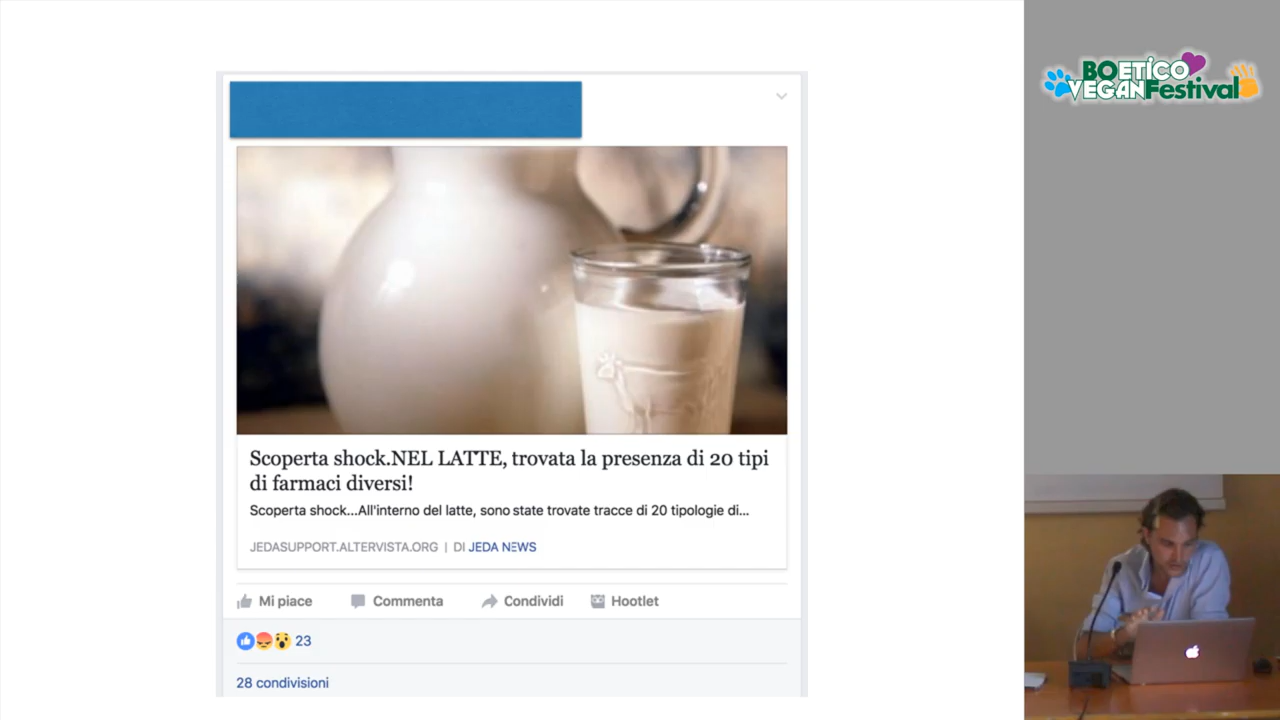 BOETICO
VEGANFestival
Scoperta shock.NEL LATTE, trovata la presenza di 20 tipi
di farmaci diversi!
Scoperta shock...All'interno del latte, sono state trovate tracce di 20 tipologie di...
JEDASUPPORT.ALTERVISTA.ORG | DI JEDA NEWS
Mi piace Commenta Condividi Hootlet
23
28 condivisioni